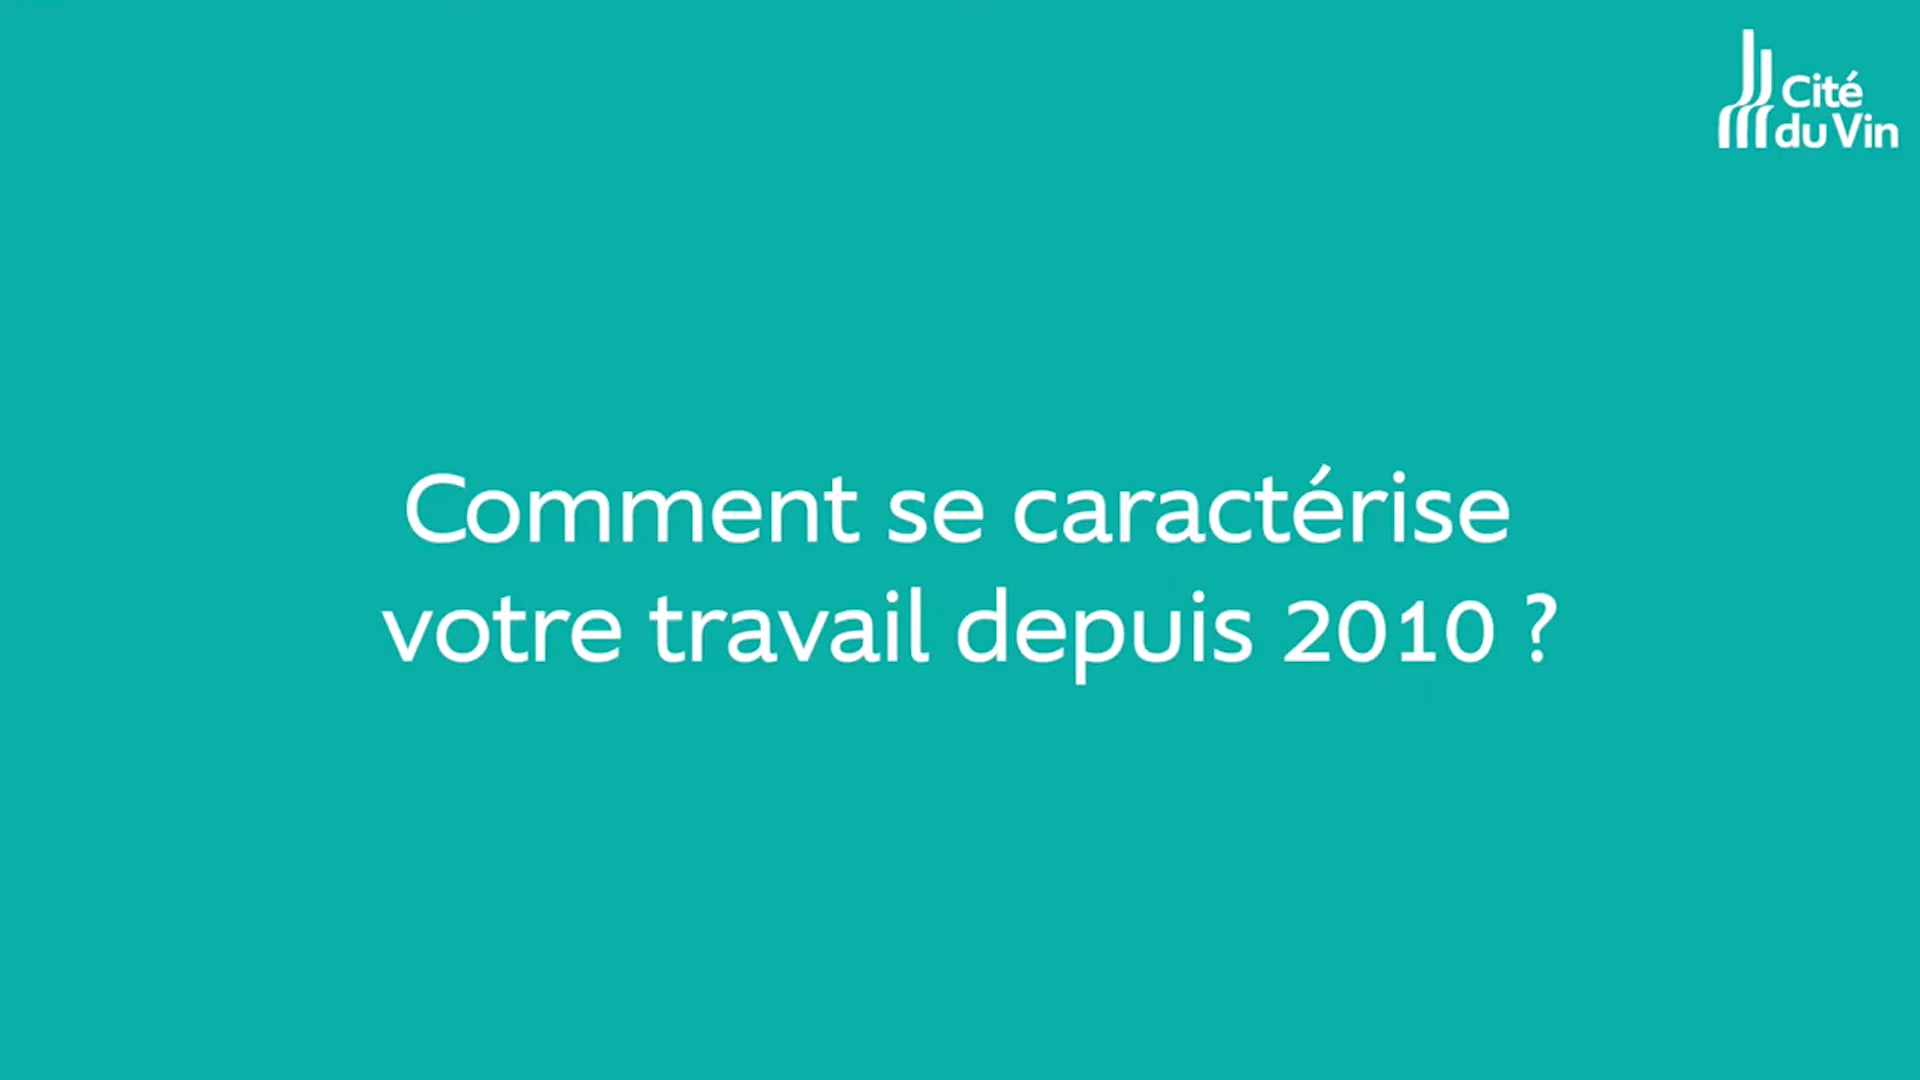 Cité
du Vin
Comment se caractérise
votre travail depuis 2010 ?